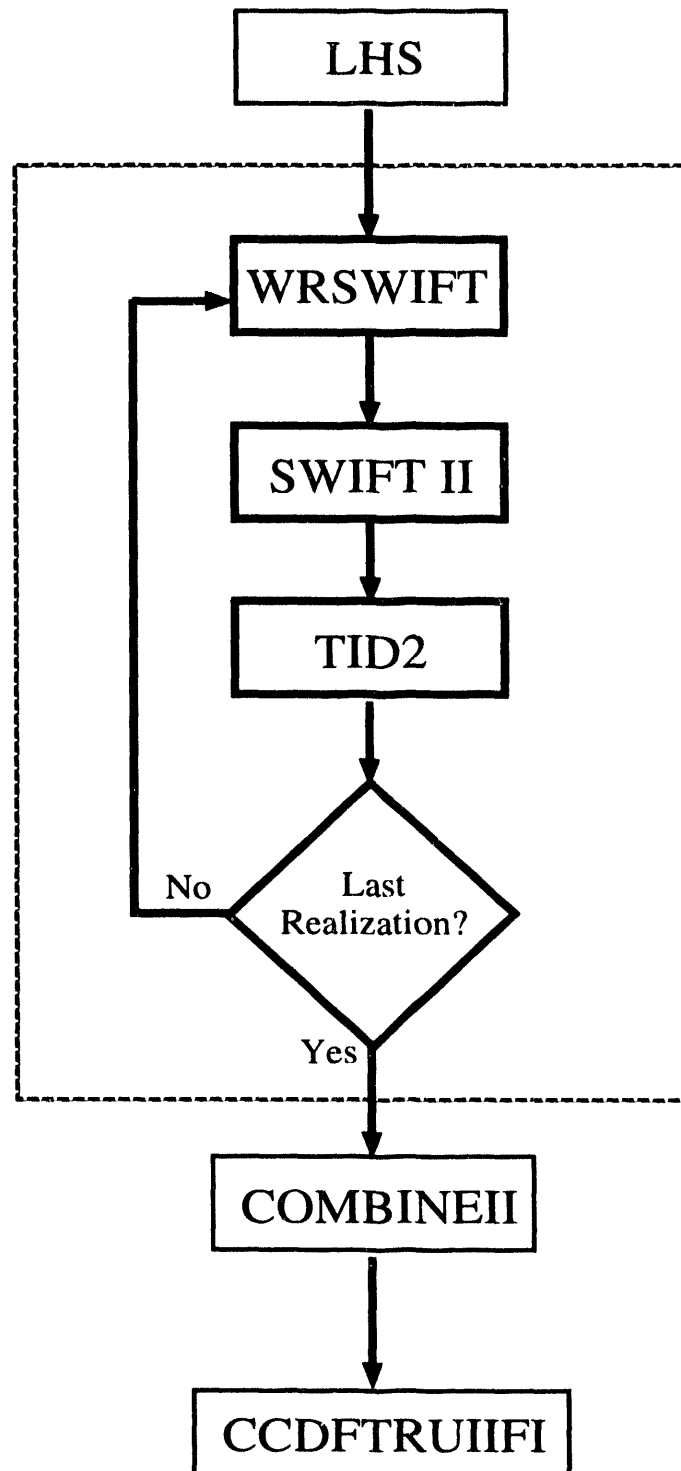 LHS
WRSWIFT
SWIFT II
TID2
No
Last
Realization?
Yes
COMBINEII
CCDFTRUIIFI